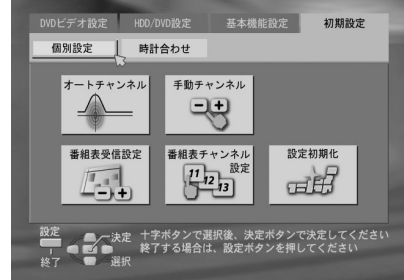 DVDビデオ設定 HDD/DVD設定 基本機能設定 初期設定
個別設定 時計合わせ
オートチャンネル 手動チャンネル
番組表受信設定 番組表チャンネル設定 設定初期化
11 12 13
設定 決定 十字ボタンで選択後、決定ボタンで決定してください
終了 選択 終了する場合は、設定ボタンを押してください